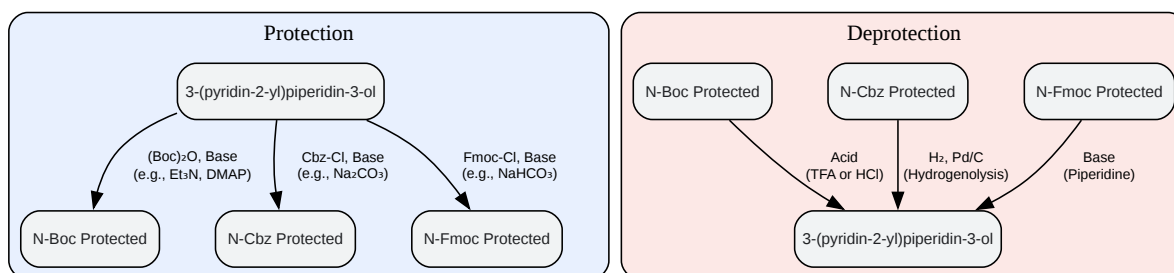 Protection
3-(pyridin-2-yl)piperidin-3-ol
(Boc)₂O, Base
(e.g., Et₃N, DMAP)
Cbz-Cl, Base
(e.g., Na₂CO₃)
Fmoc-Cl, Base
(e.g., NaHCO₃)
N-Boc Protected
N-Cbz Protected
N-Fmoc Protected
Deprotection
N-Boc Protected
N-Cbz Protected
N-Fmoc Protected
Acid
(TFA or HCl)
H₂, Pd/C
(Hydrogenolysis)
Base
(Piperidine)
3-(pyridin-2-yl)piperidin-3-ol